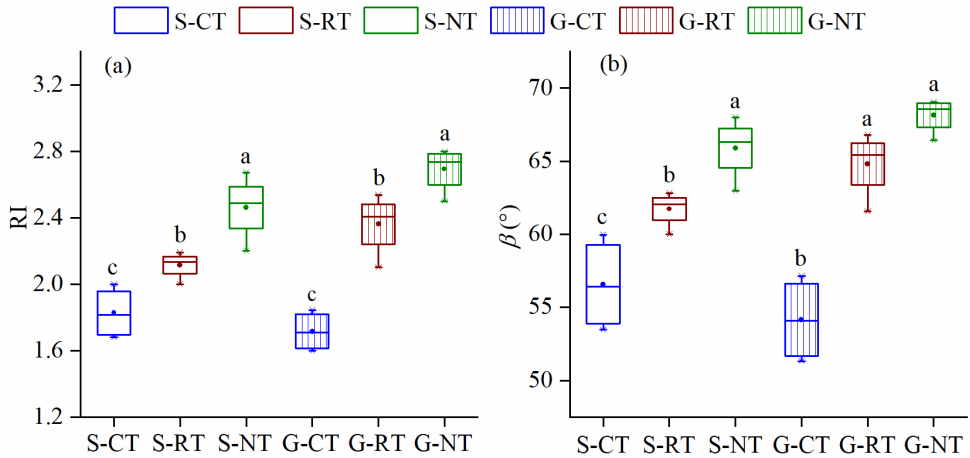 S-CT S-RT S-NT G-CT G-RT G-NT
(a)
RI
3.2
2.8
2.4
2.0
1.6
1.2
c
b
a
c
b
a
S-CT S-RT S-NT G-CT G-RT G-NT
(b)
β (°)
70
65
60
55
50
c
b
a
b
a
a
S-CT S-RT S-NT G-CT G-RT G-NT